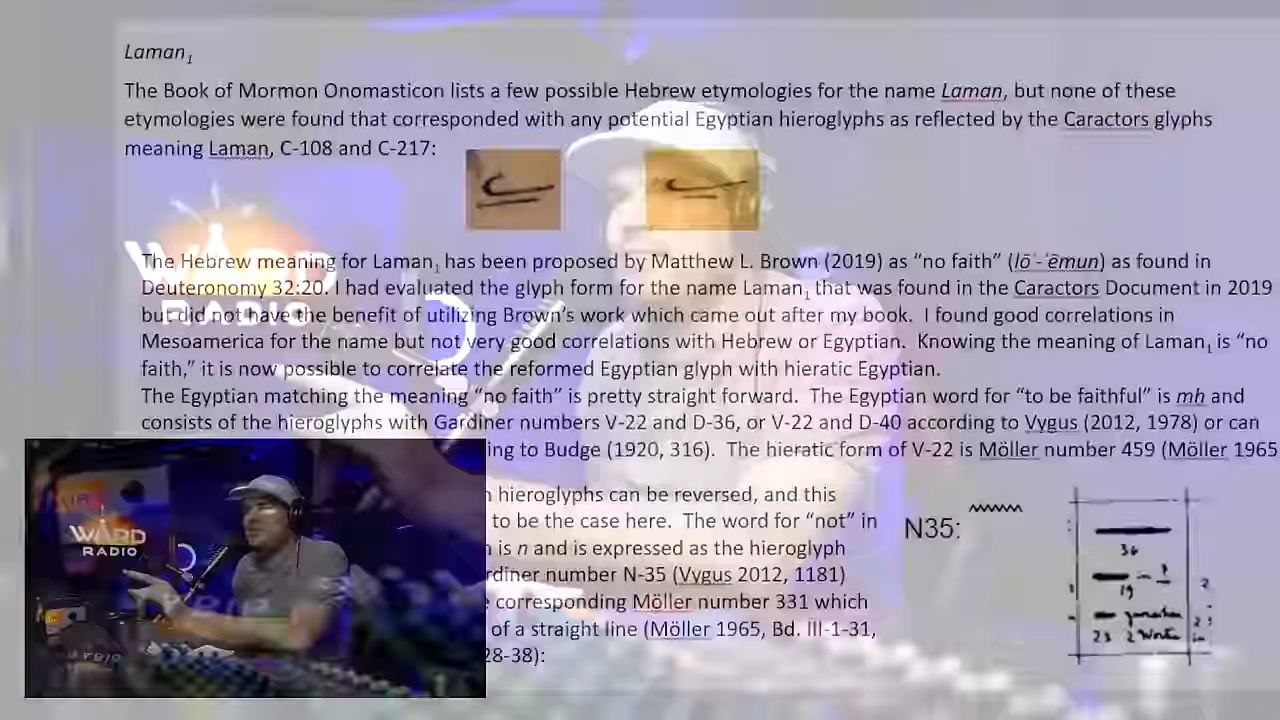 Laman1
The Book of Mormon Onomasticon lists a few possible Hebrew etymologies for the name Laman, but none of these
etymologies were found that corresponded with any potential Egyptian hieroglyphs as reflected by the Caractors glyphs
meaning Laman, C-108 and C-217:
The Hebrew meaning for Laman1 has been proposed by Matthew L. Brown (2019) as “no faith” (lō᾿-᾿ēmun) as found in
Deuteronomy 32:20. I had evaluated the glyph form for the name Laman1 that was found in the Caractors Document in 2019
but did not have the benefit of utilizing Brown’s work which came out after my book. I found good correlations in
Mesoamerica for the name but not very good correlations with Hebrew or Egyptian. Knowing the meaning of Laman1 is “no
faith,” it is now possible to correlate the reformed Egyptian glyph with hieratic Egyptian.
The Egyptian matching the meaning “no faith” is pretty straight forward. The Egyptian word for “to be faithful” is mh and
consists of the hieroglyphs with Gardiner numbers V-22 and D-36, or V-22 and D-40 according to Vygus (2012, 1978) or can
ing to Budge (1920, 316). The hieratic form of V-22 is Möller number 459 (Möller 1965
hieroglyphs can be reversed, and this
to be the case here. The word for “not” in
is n and is expressed as the hieroglyph
rdiner number N-35 (Vygus 2012, 1181)
corresponding Möller number 331 which
of a straight line (Möller 1965, Bd. III-1-31,
28-38):
N35:
36
19
23 2
WARD
RADIO
WARD
RADIO